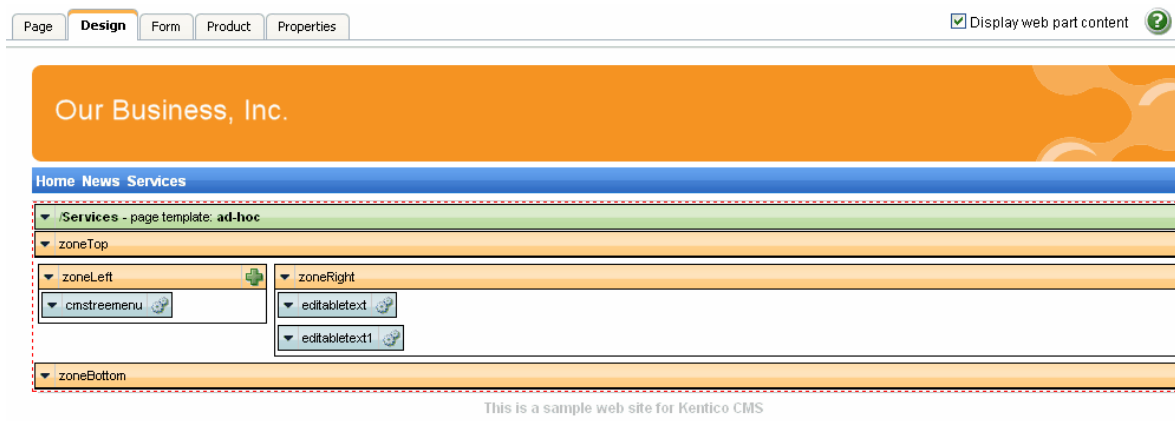 Page Design Form Product Properties Display web part content ?
Our Business, Inc.
Home News Services
/Services - page template: ad-hoc
zoneTop
zoneLeft zoneRight
cmstreemenu editabletext
editabletext1
zoneBottom
This is a sample web site for Kentico CMS